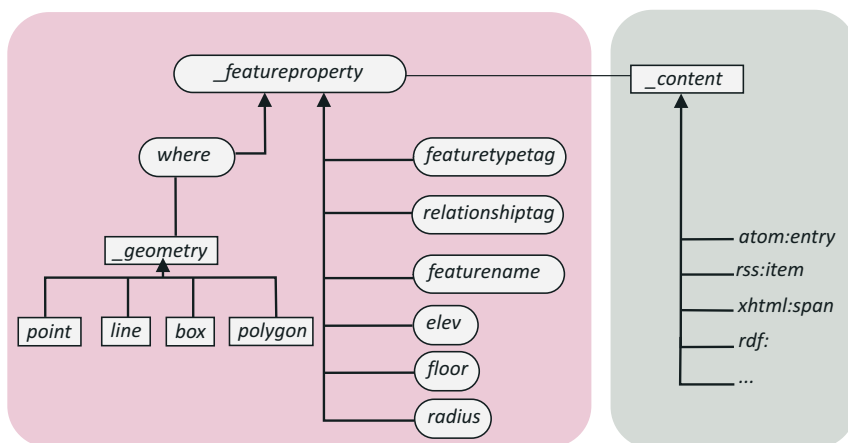 _featureproperty
_content
where
featuretypetag
relationshiptag
_geometry
featurename
point
line
box
polygon
elev
floor
radius
atom:entry
rss:item
xhtml:span
rdf:
...